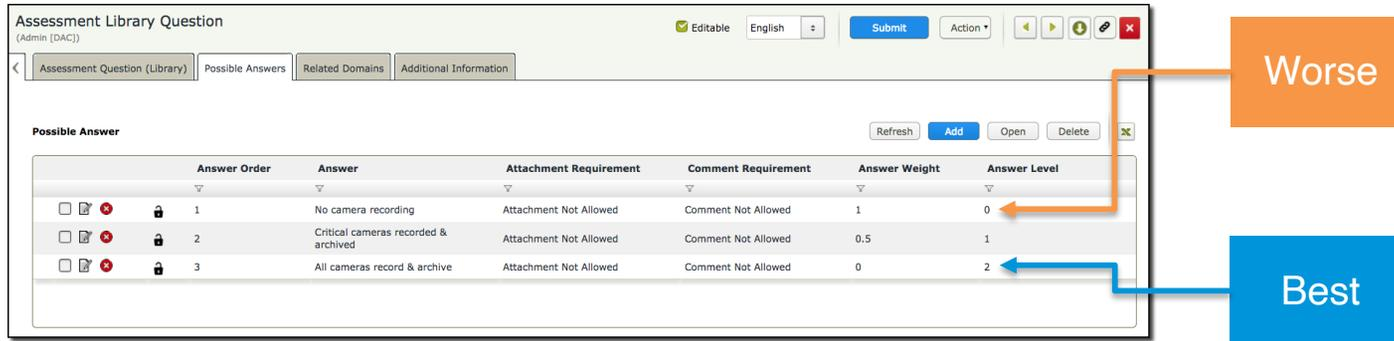 Assessment Library Question
(Admin [DAC])
Editable English Submit Action
Assessment Question (Library) Possible Answers Related Domains Additional Information
Possible Answer Refresh Add Open Delete
Answer Order Answer Attachment Requirement Comment Requirement Answer Weight Answer Level
1 No camera recording Attachment Not Allowed Comment Not Allowed 1 0
2 Critical cameras recorded &
archived Attachment Not Allowed Comment Not Allowed 0.5 1
3 All cameras record & archive Attachment Not Allowed Comment Not Allowed 0 2
Worse
Best